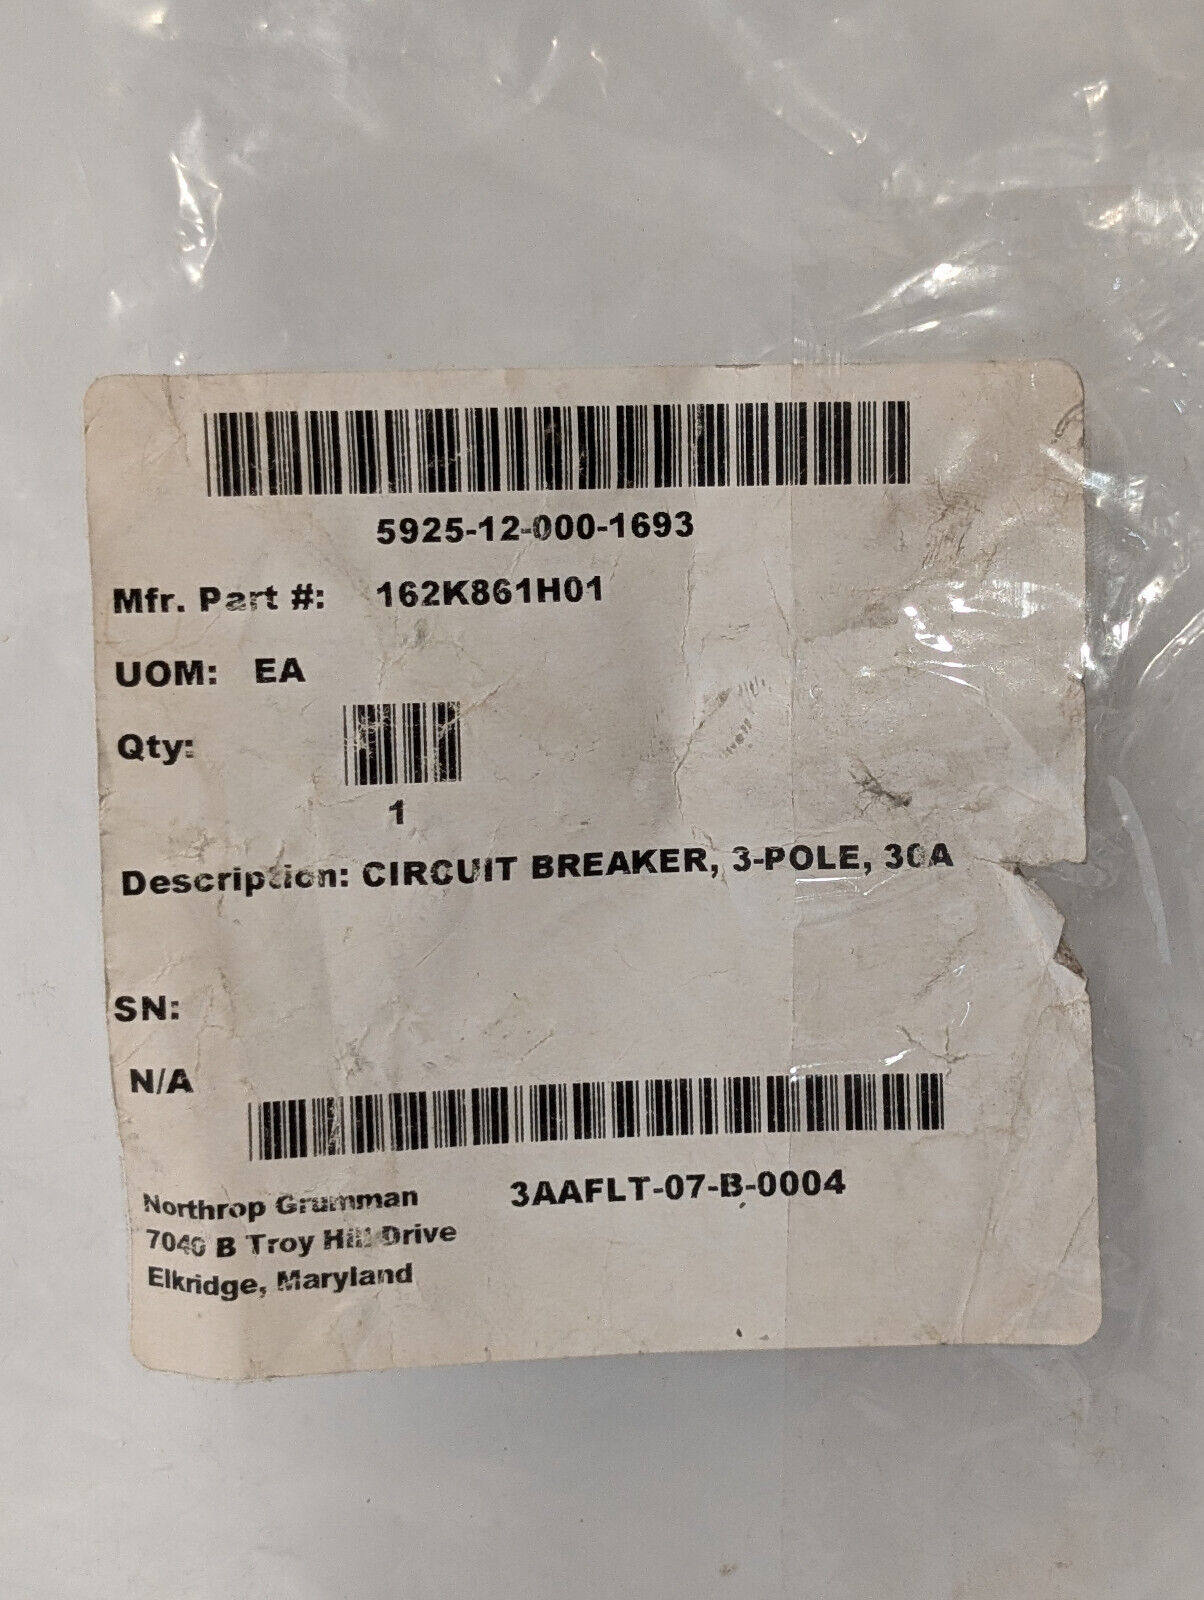 5925-12-000-1693
Mfr. Part #: 162K861H01
UOM: EA
Qty:
1
Description: CIRCUIT BREAKER, 3-POLE, 30A
SN:
N/A
3AAFLT-07-B-0004
Northrop Grumman
7040 B Troy Hill Drive
Elkridge, Maryland